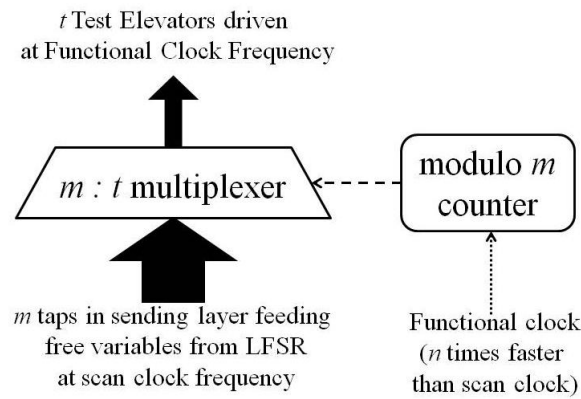 t Test Elevators driven
at Functional Clock Frequency
m : t multiplexer
modulo m
counter
m taps in sending layer feeding
free variables from LFSR
at scan clock frequency
Functional clock
(n times faster
than scan clock)